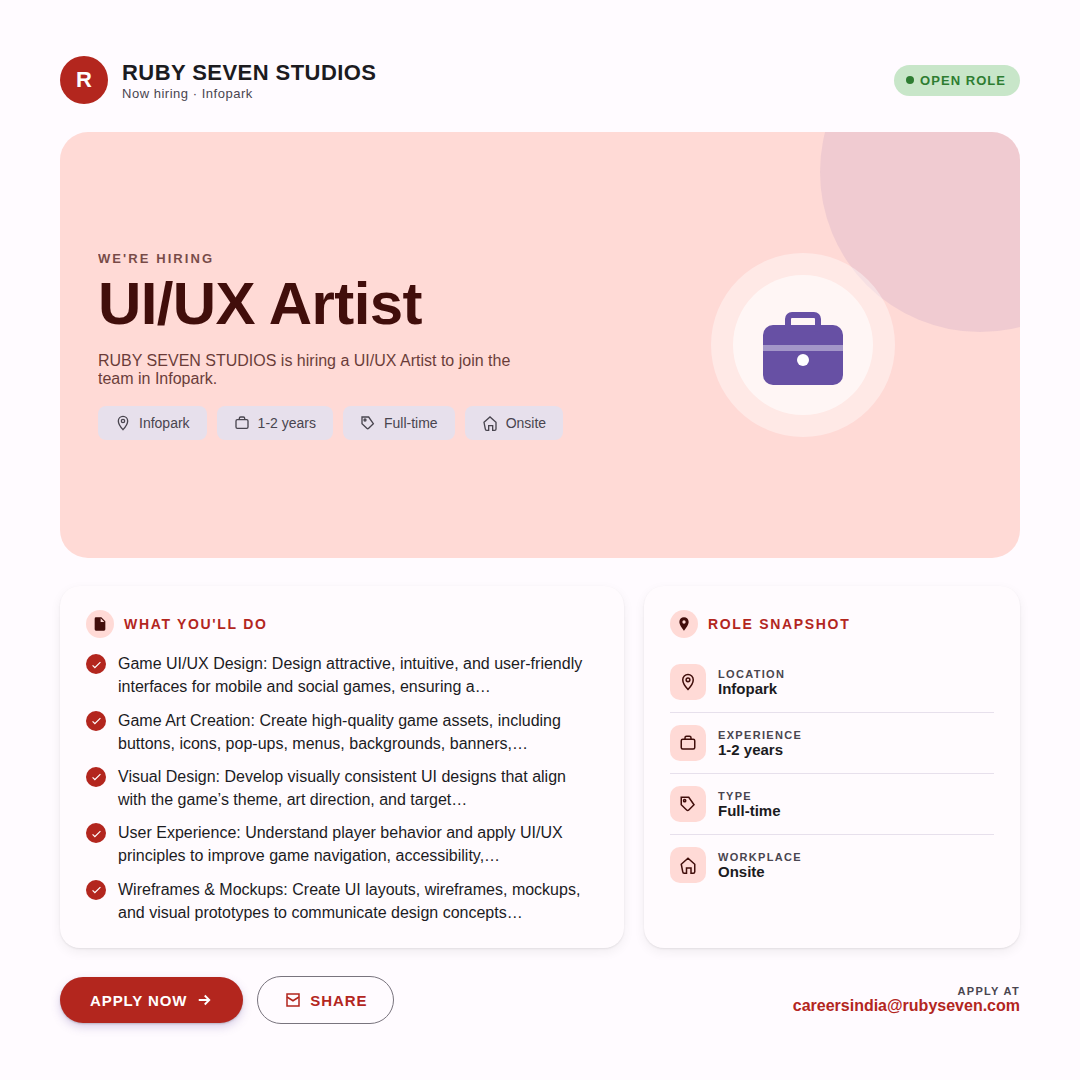 R
RUBY SEVEN STUDIOS
Now hiring · Infopark
OPEN ROLE
WE'RE HIRING
UI/UX Artist
RUBY SEVEN STUDIOS is hiring a UI/UX Artist to join the
team in Infopark.
Infopark
1-2 years
Full-time
Onsite
WHAT YOU'LL DO
Game UI/UX Design: Design attractive, intuitive, and user-friendly
interfaces for mobile and social games, ensuring a…
Game Art Creation: Create high-quality game assets, including
buttons, icons, pop-ups, menus, backgrounds, banners,…
Visual Design: Develop visually consistent UI designs that align
with the game’s theme, art direction, and target…
User Experience: Understand player behavior and apply UI/UX
principles to improve game navigation, accessibility,…
Wireframes & Mockups: Create UI layouts, wireframes, mockups,
and visual prototypes to communicate design concepts…
ROLE SNAPSHOT
LOCATION
Infopark
EXPERIENCE
1-2 years
TYPE
Full-time
WORKPLACE
Onsite
APPLY NOW
SHARE
APPLY AT
careersindia@rubyseven.com